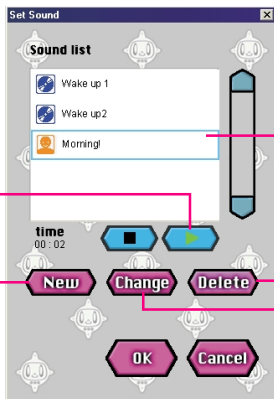 Set Sound
Sound list
Wake up 1
Wake up2
Morning!
time
00 : 02
New Change Delete
OK Cancel